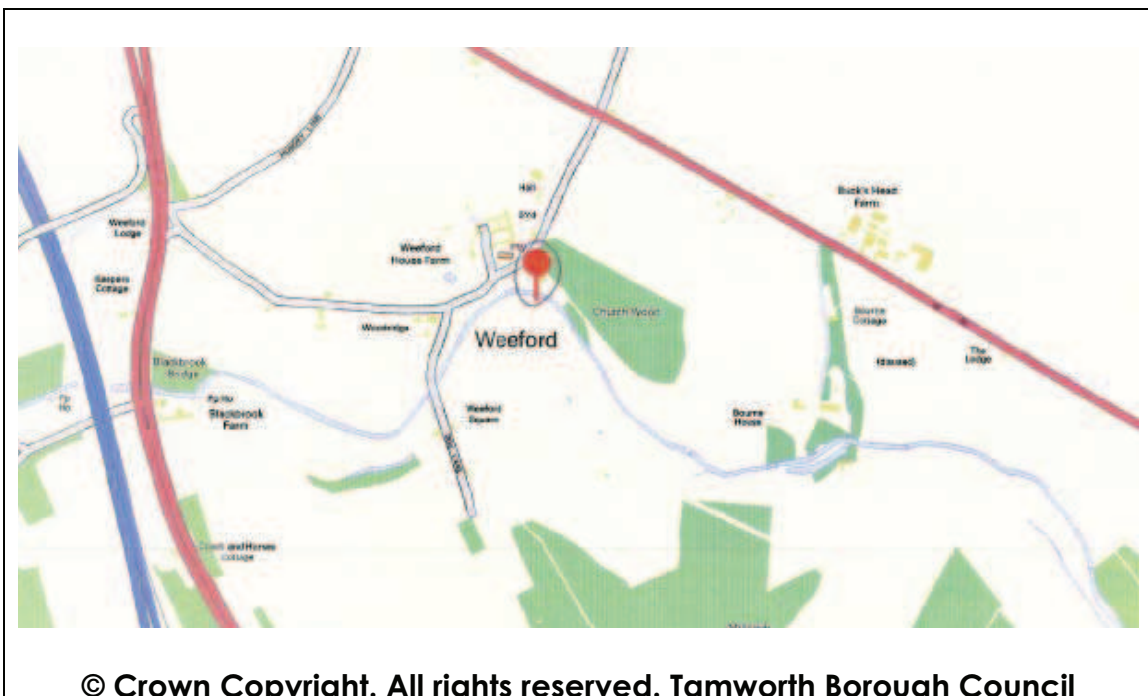 Hall
Buck's Head
Farm
Weeford
Lodge
Weeford
House Farm
Keepers
Cottage
Church Wood
Bourne
Cottage
Woodridge
Weeford
(disused)
The
Lodge
Blackbrook
Bridge
Blackbrook
Farm
Weeford
Square
Bourne
House
Coach and Horses
Cottage
© Crown Copyright. All rights reserved. Tamworth Borough Council